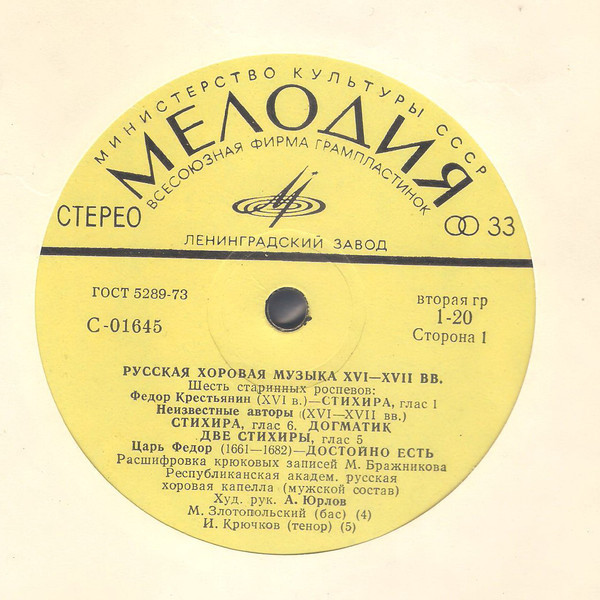 МИНИСТЕРСТВО КУЛЬТУРЫ СССР
МЕЛОДИЯ
ВСЕСОЮЗНАЯ ФИРМА ГРАМПЛАСТИНОК
СТЕРЕО
33
ЛЕНИНГРАДСКИЙ ЗАВОД
ГОСТ 5289-73
вторая гр
С-01645
1-20
Сторона 1
РУССКАЯ ХОРОВАЯ МУЗЫКА XVI—XVII ВВ.
Шесть старинных роспевов:
Федор Крестьянин (XVI в.)—СТИХИРА, глас I
Неизвестные авторы (XVI—XVII вв.)
СТИХИРА, глас 6. ДОГМАТИК
ДВЕ СТИХИРЫ, глас 5
Царь Федор (1661—1682)—ДОСТОЙНО ЕСТЬ
Расшифровка крюковых записей М. Бражникова
Республиканская академ. русская
хоровая капелла (мужской состав)
Худ. рук. А. Юрлов
М. Злотопольский (бас) (4)
И. Крючков (тенор) (5)